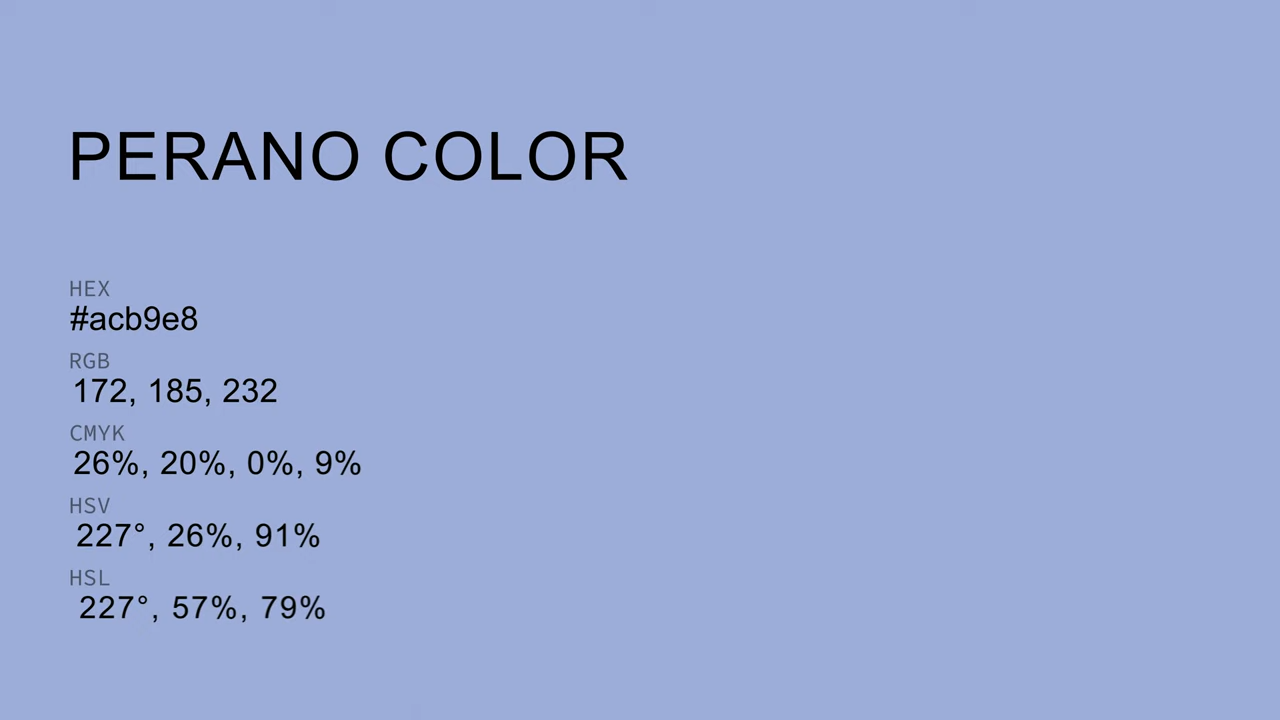 PERANO COLOR
HEX
#acb9e8
RGB
172, 185, 232
CMYK
26%, 20%, 0%, 9%
HSV
227°, 26%, 91%
HSL
227°, 57%, 79%